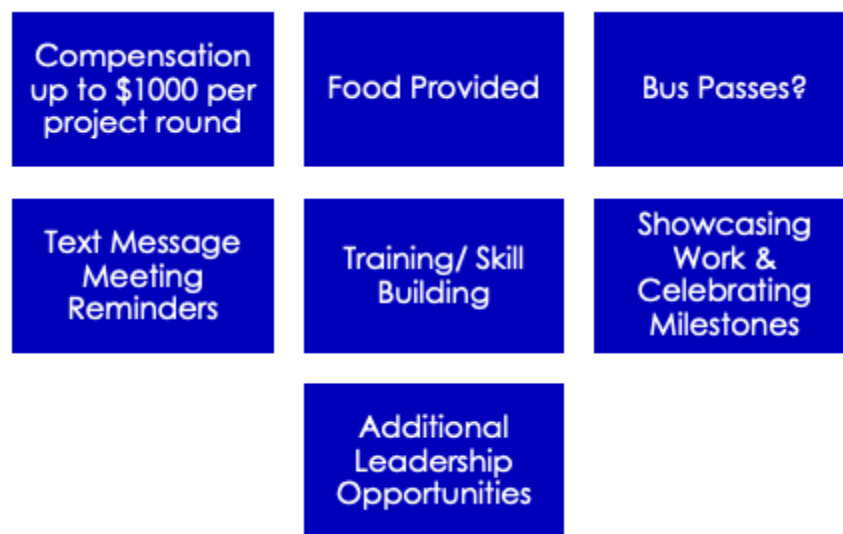 Compensation
up to $1000 per
project round
Food Provided
Bus Passes?
Text Message
Meeting
Reminders
Training/ Skill
Building
Showcasing
Work &
Celebrating
Milestones
Additional
Leadership
Opportunities